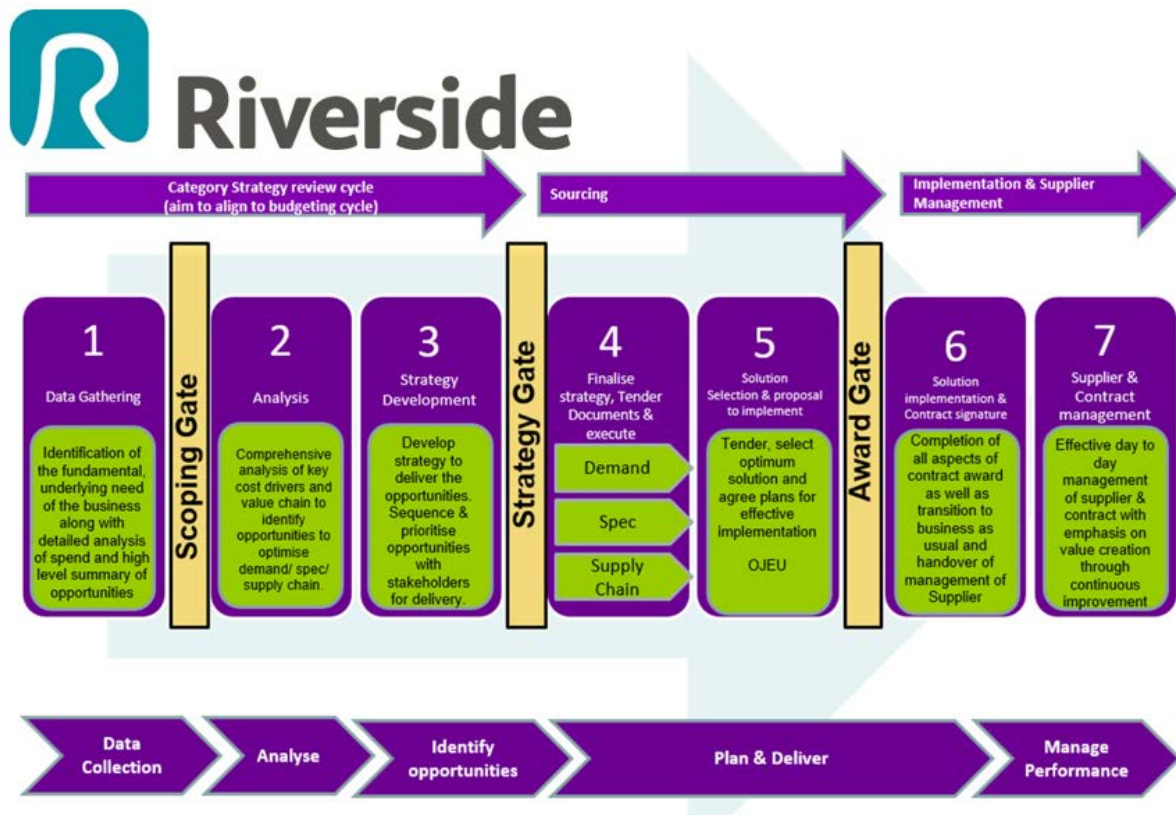 Riverside
Category Strategy review cycle
(aim to align to budgeting cycle)
Sourcing
Implementation & Supplier
Management
1
Data Gathering
Identification of
the fundamental,
underlying need of
the business along
with detailed
analysis of spend
and high level
summary of
opportunities
Scoping Gate
2
Analysis
Comprehensive
analysis of key
cost drivers and
value chain to
identify
opportunities to
optimise
demand/ spec/
supply chain.
3
Strategy
Development
Develop
strategy to
deliver the
opportunities.
Sequence &
prioritise
opportunities
with
stakeholders
for delivery.
Strategy Gate
4
Finalise
strategy, Tender
Documents &
execute
Demand
Spec
Supply
Chain
5
Solution
Selection & proposal
to implement
Tender, select
optimum
solution and
agree plans for
effective
implementation
OJEU
Award Gate
6
Solution
implementation &
Contract signature
Completion of
all aspects of
contract award
as well as
transition to
business as
usual and
handover of
management of
Supplier
7
Supplier &
Contract
management
Effective day to
day
management
of supplier &
contract with
emphasis on
value creation
through
continuous
improvement
Data
Collection
Analyse
Identify
opportunities
Plan & Deliver
Manage
Performance